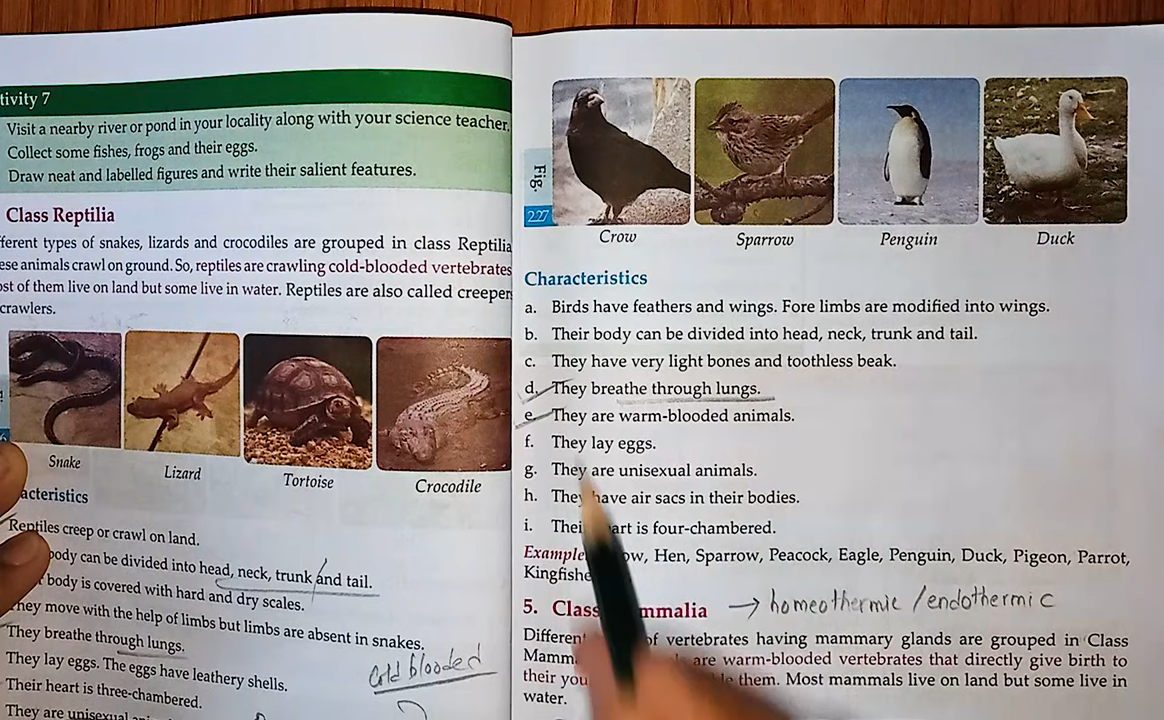 tivity 7
Visit a nearby river or pond in your locality along with your science teacher.
Collect some fishes, frogs and their eggs.
Draw neat and labelled figures and write their salient features.
Class Reptilia
fferent types of snakes, lizards and crocodiles are grouped in class Reptilia
ese animals crawl on ground. So, reptiles are crawling cold-blooded vertebrates
ost of them live on land but some live in water. Reptiles are also called creepers
crawlers.
Snake
Lizard
Tortoise
Crocodile
acteristics
Reptiles creep or crawl on land.
body can be divided into head, neck, trunk and tail.
body is covered with hard and dry scales.
They move with the help of limbs but limbs are absent in snakes.
They breathe through lungs.
They lay eggs. The eggs have leathery shells.
Cold blooded
Their heart is three-chambered.
They are unisexual
Fig.
2.27
Crow
Sparrow
Penguin
Duck
Characteristics
a. Birds have feathers and wings. Fore limbs are modified into wings.
b. Their body can be divided into head, neck, trunk and tail.
c. They have very light bones and toothless beak.
d. They breathe through lungs.
e. They are warm-blooded animals.
f. They lay eggs.
g. They are unisexual animals.
h. They have air sacs in their bodies.
i. Their art is four-chambered.
Example ow, Hen, Sparrow, Peacock, Eagle, Penguin, Duck, Pigeon, Parrot,
Kingfishe
5. Class mmalia → homeothermic / endothermic
Different of vertebrates having mammary glands are grouped in Class
Mamm are warm-blooded vertebrates that directly give birth to
their you them. Most mammals live on land but some live in
water.